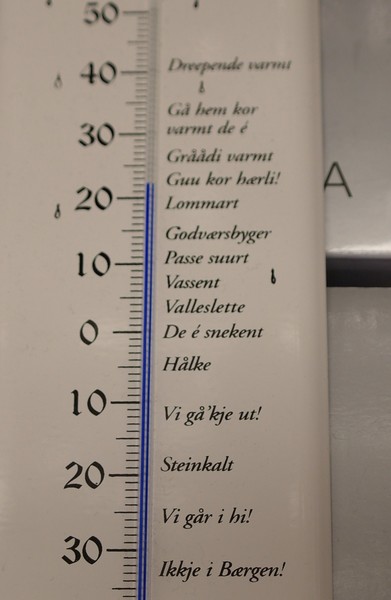 50
40
Dreepende varmt
Gå hem kor
varmt de é
30
Gråådi varmt
Guu kor hærli!
20
Lommart
Godværsbyger
10
Passe suurt
Vassent
Valleslette
0
De é snekent
Hålke
10
Vi gå'kje ut!
20
Steinkalt
Vi går i hi!
30
Ikkje i Bærgen!
A